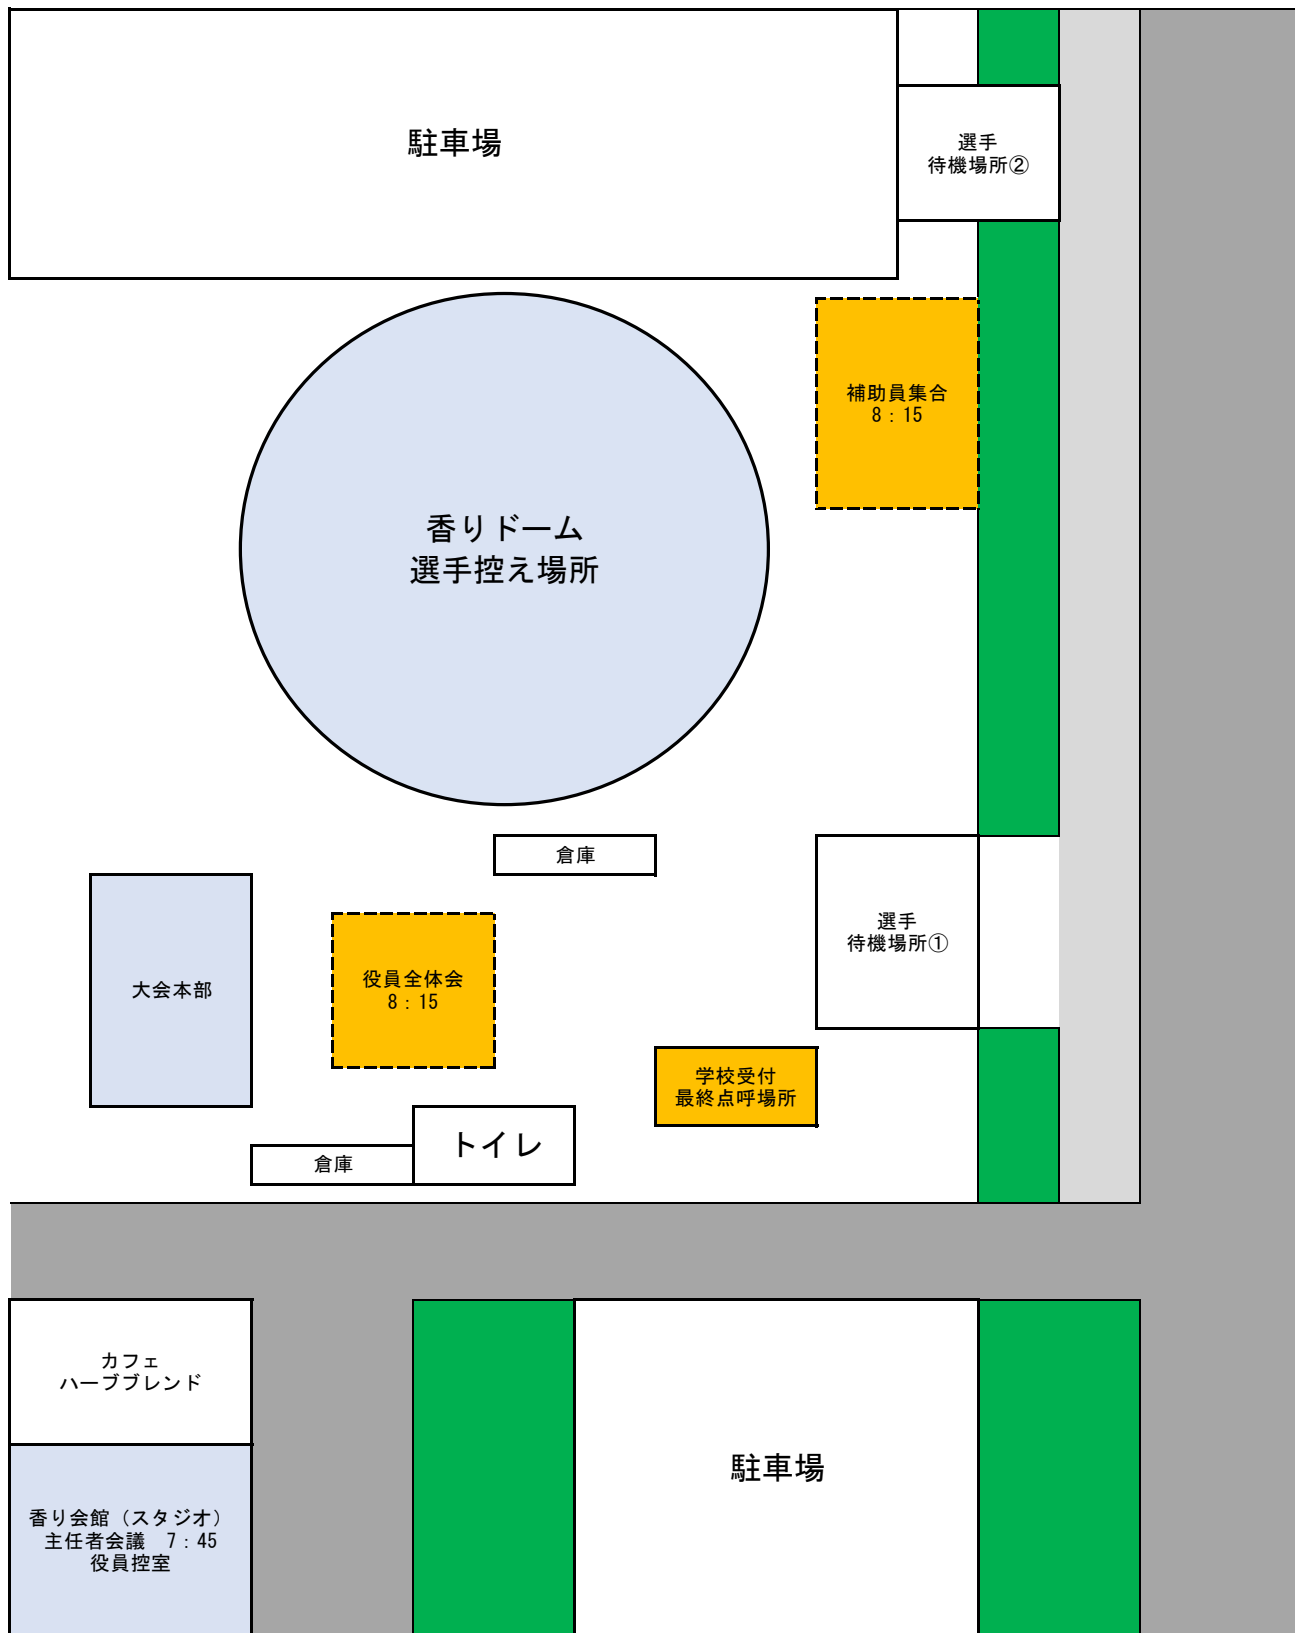 駐車場
選手
待機場所②
補助員集合
8：15
香りドーム
選手控え場所
倉庫
選手
待機場所①
大会本部
役員全体会
8：15
学校受付
最終点呼場所
トイレ
倉庫
カフェ
ハーブブレンド
駐車場
香り会館（スタジオ）
主任者会議　7：45
役員控室